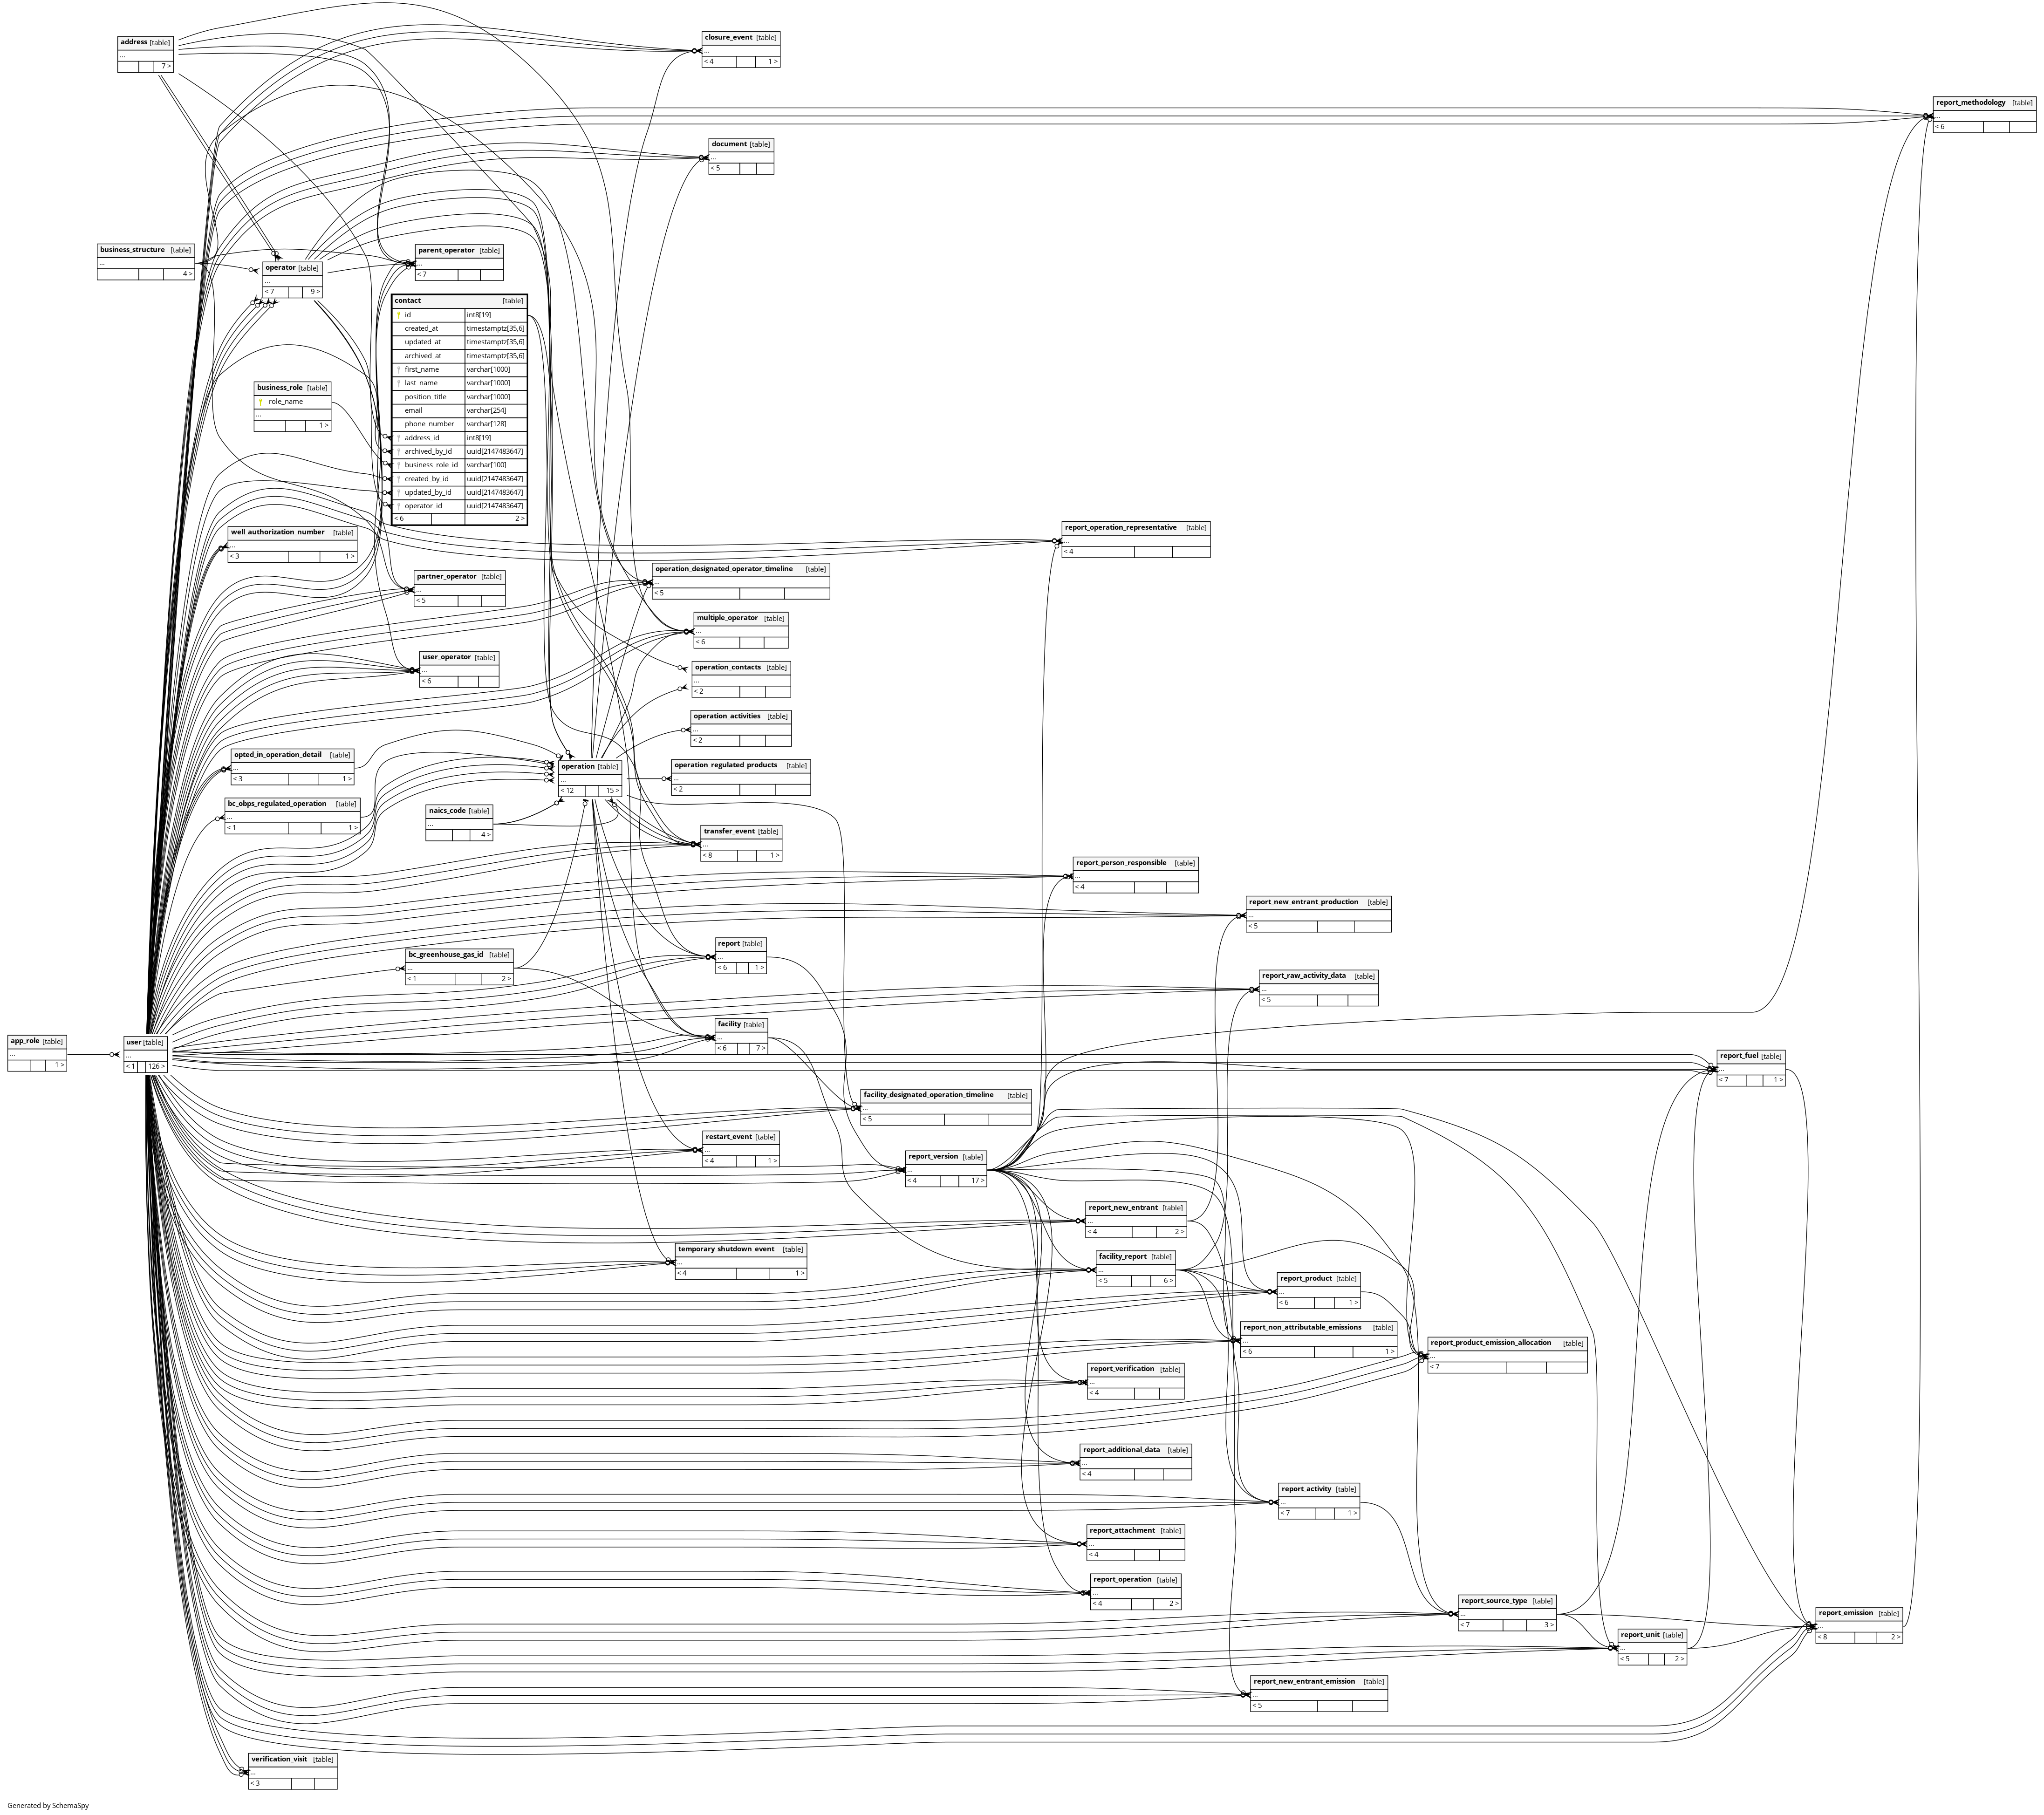 address [table]
...
7 >
closure_event [table]
...
< 4 1 >
report_methodology [table]
...
< 6
document [table]
...
< 5
business_structure [table]
...
4 >
operator [table]
...
< 7 9 >
parent_operator [table]
...
< 7
contact [table]
id int8[19]
created_at timestamptz[35,6]
updated_at timestamptz[35,6]
archived_at timestamptz[35,6]
first_name varchar[1000]
last_name varchar[1000]
position_title varchar[1000]
email varchar[254]
phone_number varchar[128]
address_id int8[19]
archived_by_id uuid[2147483647]
business_role_id varchar[100]
created_by_id uuid[2147483647]
updated_by_id uuid[2147483647]
operator_id uuid[2147483647]
< 6 2 >
business_role [table]
role_name
...
1 >
well_authorization_number [table]
...
< 3 1 >
report_operation_representative [table]
...
< 4
partner_operator [table]
...
< 5
operation_designated_operator_timeline [table]
...
< 5
multiple_operator [table]
...
< 6
user_operator [table]
...
< 6
operation_contacts [table]
...
< 2
operation_activities [table]
...
< 2
opted_in_operation_detail [table]
...
< 3 1 >
operation [table]
...
< 12 15 >
operation_regulated_products [table]
...
< 2
bc_obps_regulated_operation [table]
...
< 1 1 >
naics_code [table]
...
4 >
transfer_event [table]
...
< 8 1 >
report_person_responsible [table]
...
< 4
report_new_entrant_production [table]
...
< 5
report [table]
...
< 6 1 >
bc_greenhouse_gas_id [table]
...
< 1 2 >
report_raw_activity_data [table]
...
< 5
facility [table]
...
< 6 7 >
app_role [table]
...
1 >
user [table]
...
< 1 126 >
report_fuel [table]
...
< 7 1 >
facility_designated_operation_timeline [table]
...
< 5
restart_event [table]
...
< 4 1 >
report_version [table]
...
< 4 17 >
report_new_entrant [table]
...
< 4 2 >
temporary_shutdown_event [table]
...
< 4 1 >
facility_report [table]
...
< 5 6 >
report_product [table]
...
< 6 1 >
report_non_attributable_emissions [table]
...
< 6 1 >
report_product_emission_allocation [table]
...
< 7
report_verification [table]
...
< 4
report_additional_data [table]
...
< 4
report_activity [table]
...
< 7 1 >
report_attachment [table]
...
< 4
report_operation [table]
...
< 4 2 >
report_source_type [table]
...
< 7 3 >
report_emission [table]
...
< 8 2 >
report_unit [table]
...
< 5 2 >
report_new_entrant_emission [table]
...
< 5
verification_visit [table]
...
< 3
Generated by SchemaSpy